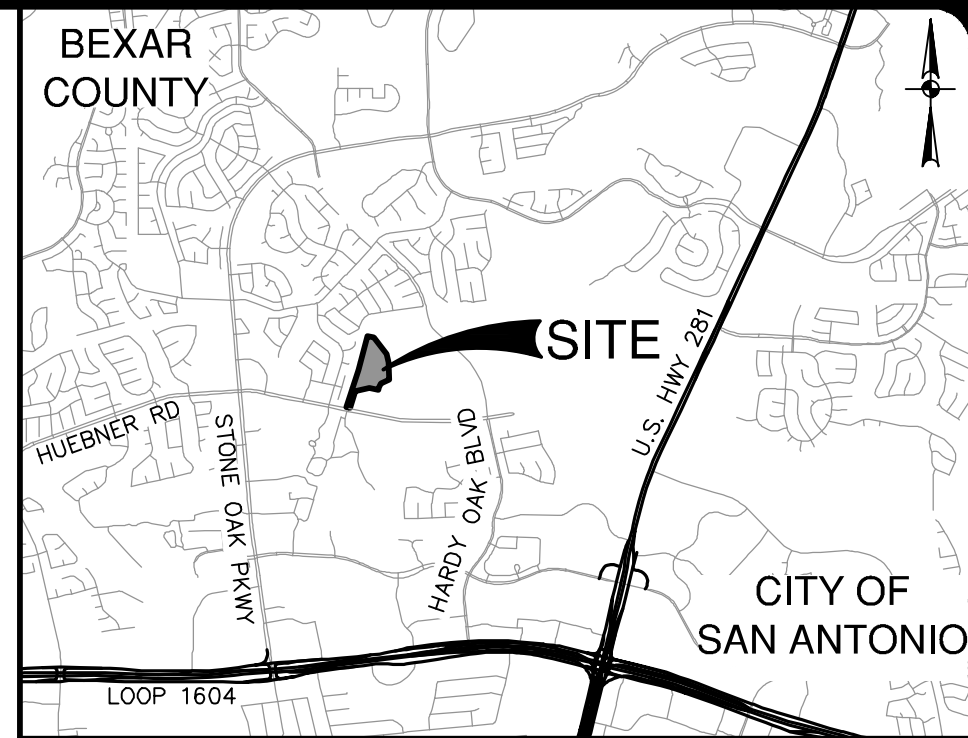 BEXAR
COUNTY
SITE
U.S. HWY 281
HUEBNER RD
STONE OAK PKWY
HARDY OAK BLVD
CITY OF
SAN ANTONIO
LOOP 1604